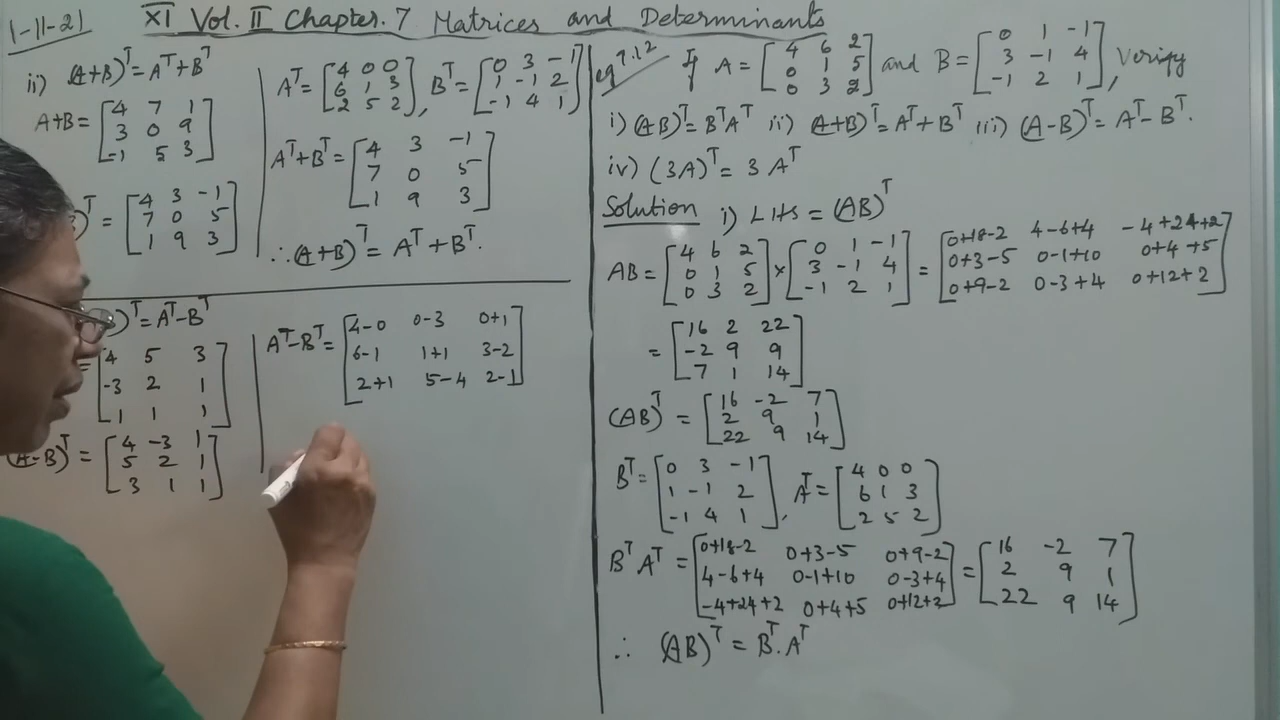 1-11-21
XI Vol. II Chapter. 7 Matrices and Determinants
eg 7.12 If A = [4 6 2; 0 1 5; 0 3 2] and B = [0 1 -1; 3 -1 4; -1 2 1], Verify
i) (AB)^T = B^T A^T ii) (A+B)^T = A^T + B^T iii) (A-B)^T = A^T - B^T.
iv) (3A)^T = 3 A^T
Solution i) LHS = (AB)^T
AB = [4 6 2; 0 1 5; 0 3 2] × [0 1 -1; 3 -1 4; -1 2 1] = [0+18-2 4-6+4 -4+24+2; 0+3-5 0-1+10 0+4+5; 0+9-2 0-3+4 0+12+2]
= [16 2 22; -2 9 9; 7 1 14]
(AB)^T = [16 -2 7; 2 9 1; 22 9 14]
B^T = [0 3 -1; 1 -1 2; -1 4 1], A^T = [4 0 0; 6 1 3; 2 5 2]
B^T A^T = [0+18-2 0+3-5 0+9-2; 4-6+4 0-1+10 0-3+4; -4+24+2 0+4+5 0+12+2] = [16 -2 7; 2 9 1; 22 9 14]
∴ (AB)^T = B^T. A^T
ii) (A+B)^T = A^T + B^T
A+B = [4 7 1; 3 0 9; -1 5 3]
)^T = [4 3 -1; 7 0 5; 1 9 3]
A^T = [4 0 0; 6 1 3; 2 5 2], B^T = [0 3 -1; 1 -1 2; -1 4 1]
A^T + B^T = [4 3 -1; 7 0 5; 1 9 3]
∴ (A+B)^T = A^T + B^T.
)^T = A^T - B^T
= [4 5 3; -3 2 1; 1 1 1]
(A-B)^T = [4 -3 1; 5 2 1; 3 1 1]
A^T - B^T = [4-0 0-3 0+1; 6-1 1+1 3-2; 2+1 5-4 2-1]